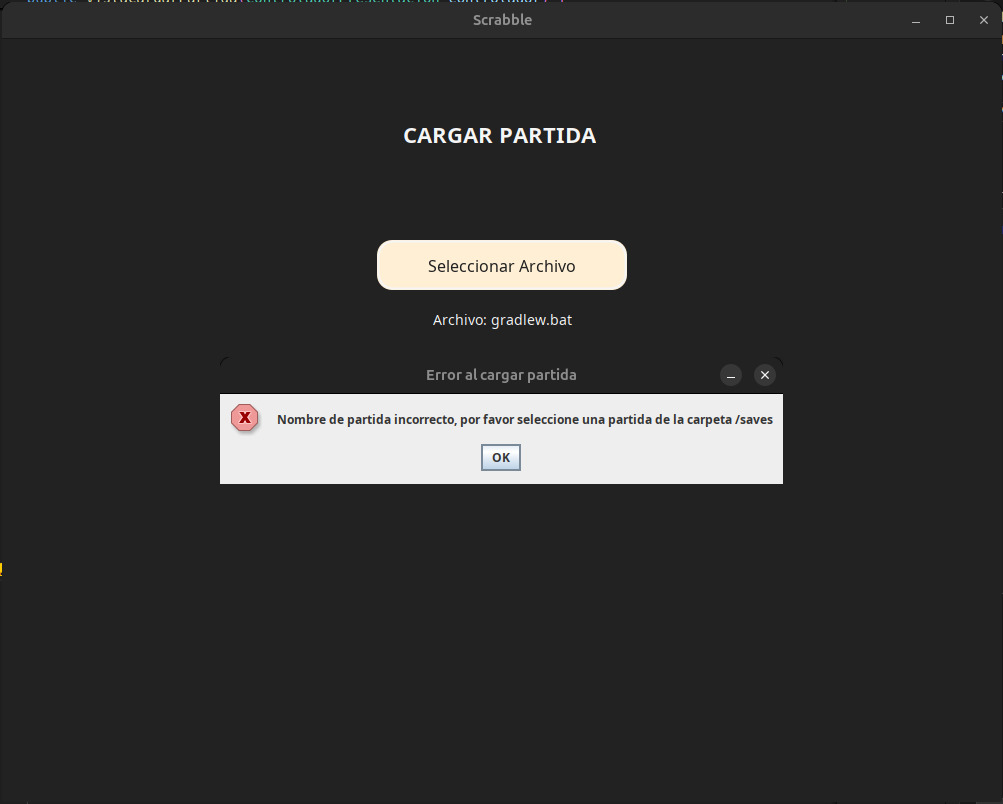 Scrabble
CARGAR PARTIDA
Seleccionar Archivo
Archivo: gradlew.bat
Error al cargar partida
Nombre de partida incorrecto, por favor seleccione una partida de la carpeta /saves
OK